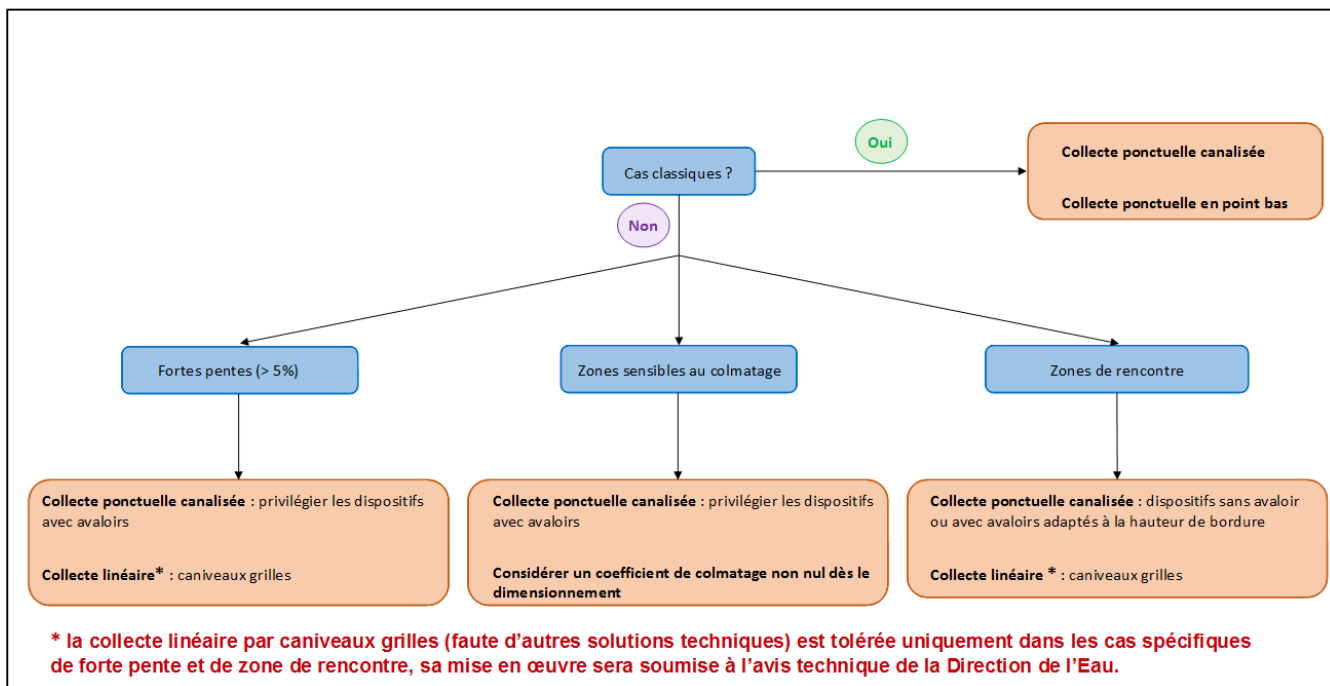 Oui
Cas classiques ?
Collecte ponctuelle canalisée
Collecte ponctuelle en point bas
Non
Fortes pentes (> 5%)
Zones sensibles au colmatage
Zones de rencontre
Collecte ponctuelle canalisée : privilégier les dispositifs
avec avaloirs
Collecte linéaire* : caniveaux grilles
Collecte ponctuelle canalisée : privilégier les dispositifs
avec avaloirs
Considérer un coefficient de colmatage non nul dès le
dimensionnement
Collecte ponctuelle canalisée : dispositifs sans avaloir
ou avec avaloirs adaptés à la hauteur de bordure
Collecte linéaire * : caniveaux grilles
* la collecte linéaire par caniveaux grilles (faute d’autres solutions techniques) est tolérée uniquement dans les cas spécifiques
de forte pente et de zone de rencontre, sa mise en œuvre sera soumise à l’avis technique de la Direction de l’Eau.